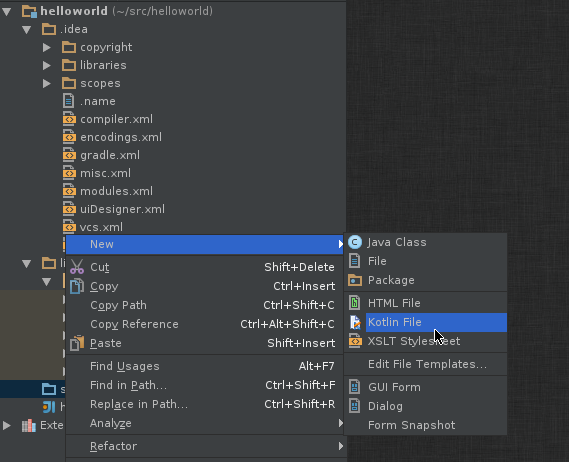 helloworld (~/src/helloworld)
.idea
copyright
libraries
scopes
.name
compiler.xml
encodings.xml
gradle.xml
misc.xml
modules.xml
uiDesigner.xml
vcs.xml
New
Cut Shift+Delete
Copy Ctrl+Insert
Copy Path Ctrl+Shift+C
Copy Reference Ctrl+Alt+Shift+C
Paste Shift+Insert
Find Usages Alt+F7
Find in Path... Ctrl+Shift+F
Replace in Path... Ctrl+Shift+R
Analyze
Refactor
Java Class
File
Package
HTML File
Kotlin File
XSLT Stylesheet
Edit File Templates...
GUI Form
Dialog
Form Snapshot
li
s
h
Exte